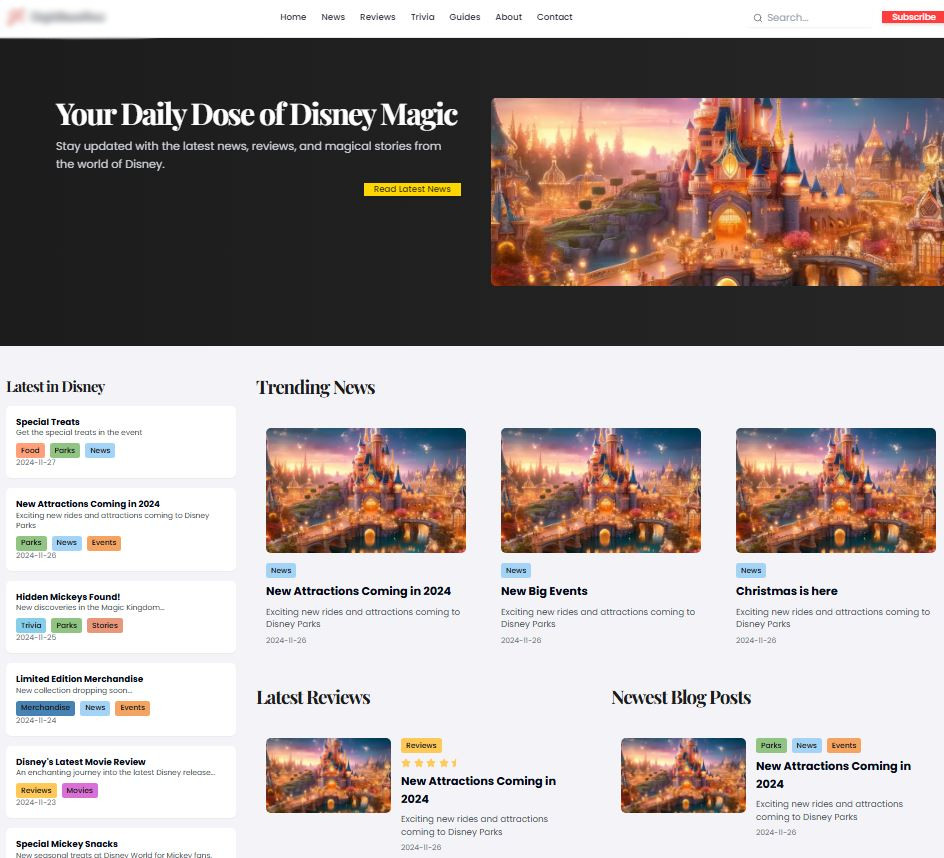 Home News Reviews Trivia Guides About Contact
Search...
Subscribe
Your Daily Dose of Disney Magic
Stay updated with the latest news, reviews, and magical stories from
the world of Disney.
Read Latest News
Latest in Disney
Special Treats
Get the special treats in the event
Food Parks News
2024-11-27
New Attractions Coming in 2024
Exciting new rides and attractions coming to Disney
Parks
Parks News Events
2024-11-26
Hidden Mickeys Found!
New discoveries in the Magic Kingdom...
Trivia Parks Stories
2024-11-25
Limited Edition Merchandise
New collection dropping soon...
Merchandise News Events
2024-11-24
Disney's Latest Movie Review
An enchanting journey into the latest Disney release...
Reviews Movies
2024-11-23
Special Mickey Snacks
New seasonal treats at Disney World for Mickey fans.
Trending News
News
New Attractions Coming in 2024
Exciting new rides and attractions coming to
Disney Parks
2024-11-26
News
New Big Events
Exciting new rides and attractions coming to
Disney Parks
2024-11-26
News
Christmas is here
Exciting new rides and attractions coming to
Disney Parks
2024-11-26
Latest Reviews
Reviews
New Attractions Coming in
2024
Exciting new rides and attractions
coming to Disney Parks
2024-11-26
Newest Blog Posts
Parks News Events
New Attractions Coming in
2024
Exciting new rides and attractions
coming to Disney Parks
2024-11-26